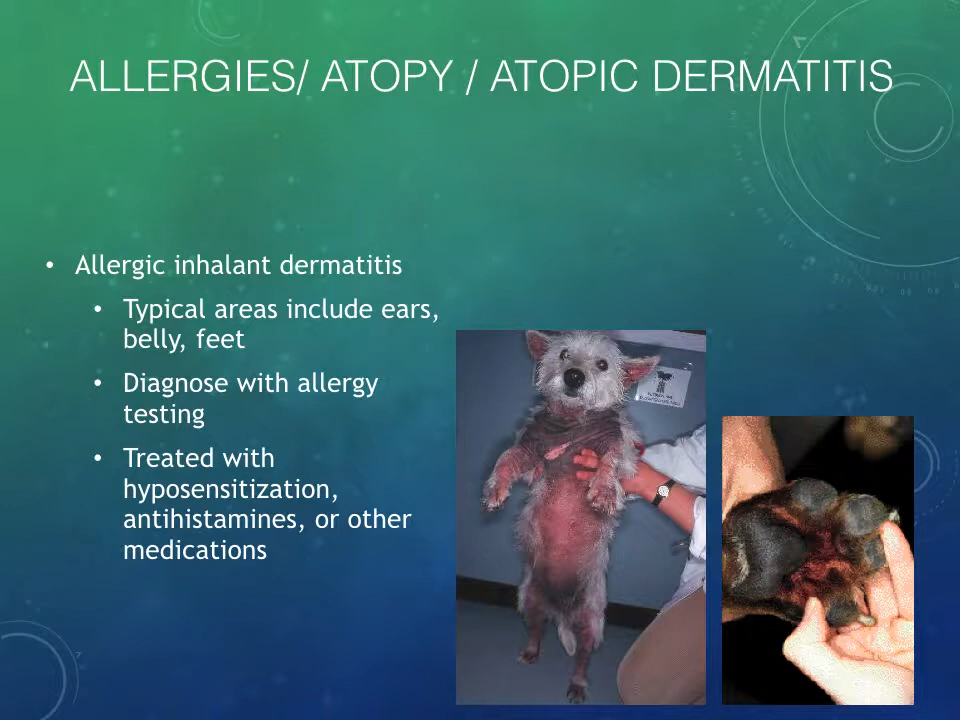 ALLERGIES/ ATOPY / ATOPIC DERMATITIS
• Allergic inhalant dermatitis
• Typical areas include ears,
belly, feet
• Diagnose with allergy
testing
• Treated with
hyposensitization,
antihistamines, or other
medications